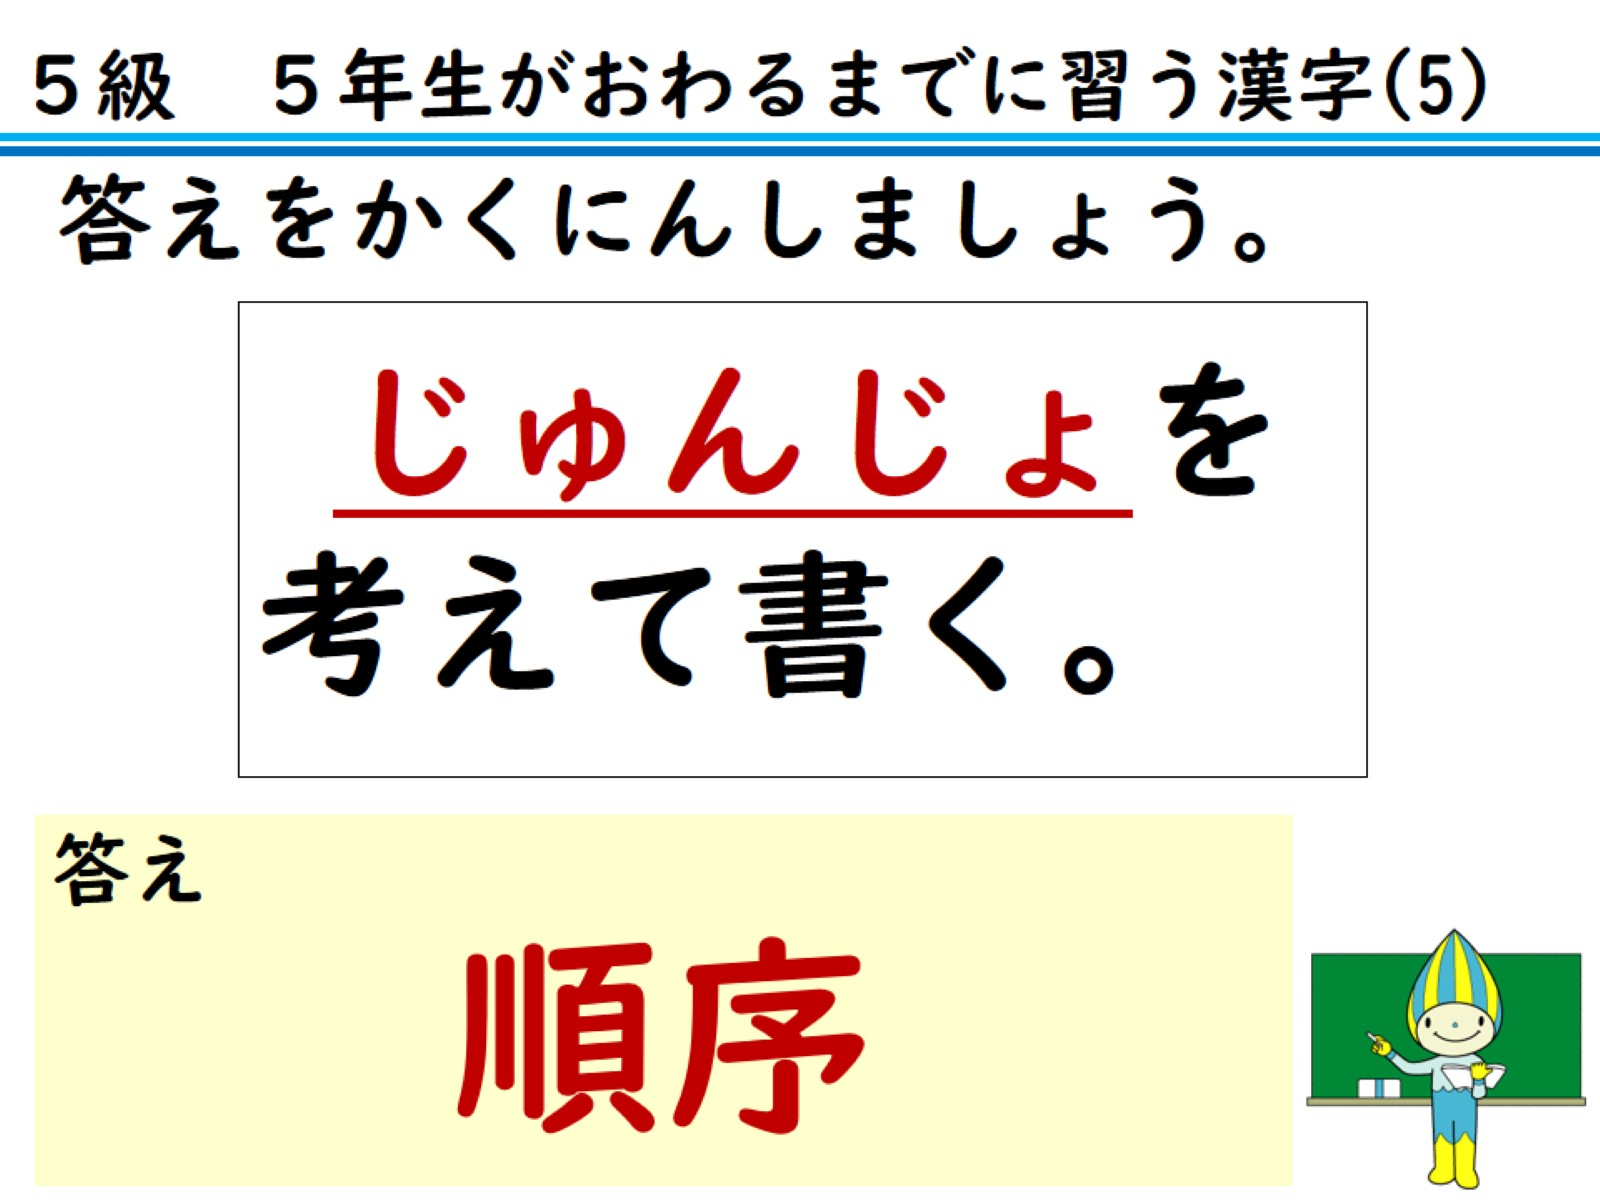 ５級　５年生がおわるまでに習う漢字(5)
答えをかくにんしましょう。
じゅんじょを
考えて書く。
答え
順序